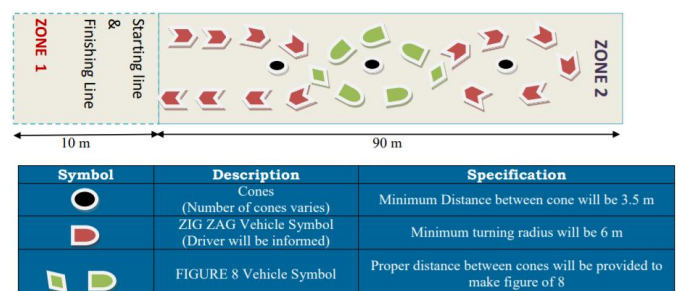 ZONE 1
Finishing Line
&
Starting line
ZONE 2
10 m
90 m
Symbol Description Specification
Cones
(Number of cones varies)
Minimum Distance between cone will be 3.5 m
ZIG ZAG Vehicle Symbol
(Driver will be informed)
Minimum turning radius will be 6 m
FIGURE 8 Vehicle Symbol
Proper distance between cones will be provided to
make figure of 8